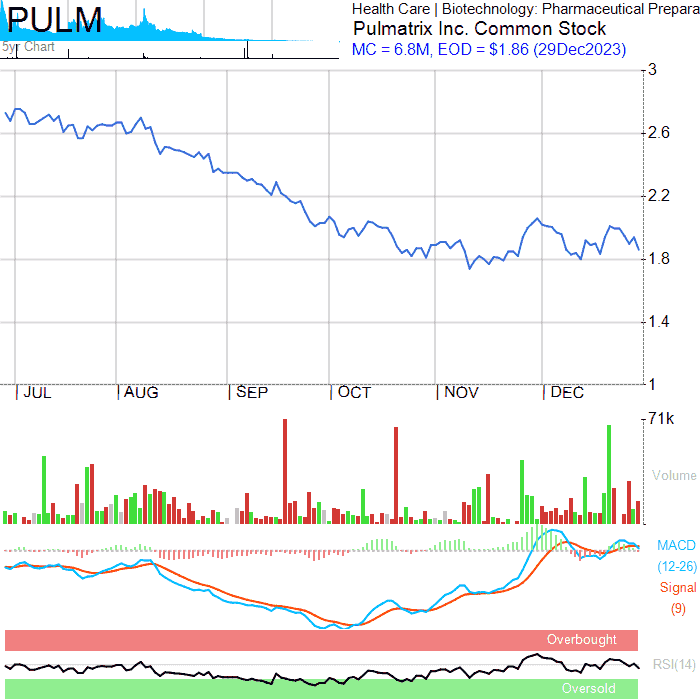 PULM
5yr Chart
Health Care | Biotechnology: Pharmaceutical Prepara
Pulmatrix Inc. Common Stock
MC = 6.8M, EOD = $1.86 (29Dec2023)
3
2.6
2.2
1.8
1.4
1
JUL AUG SEP OCT NOV DEC
71k
Volume
MACD
(12-26)
Signal
(9)
Overbought
RSI(14)
Oversold